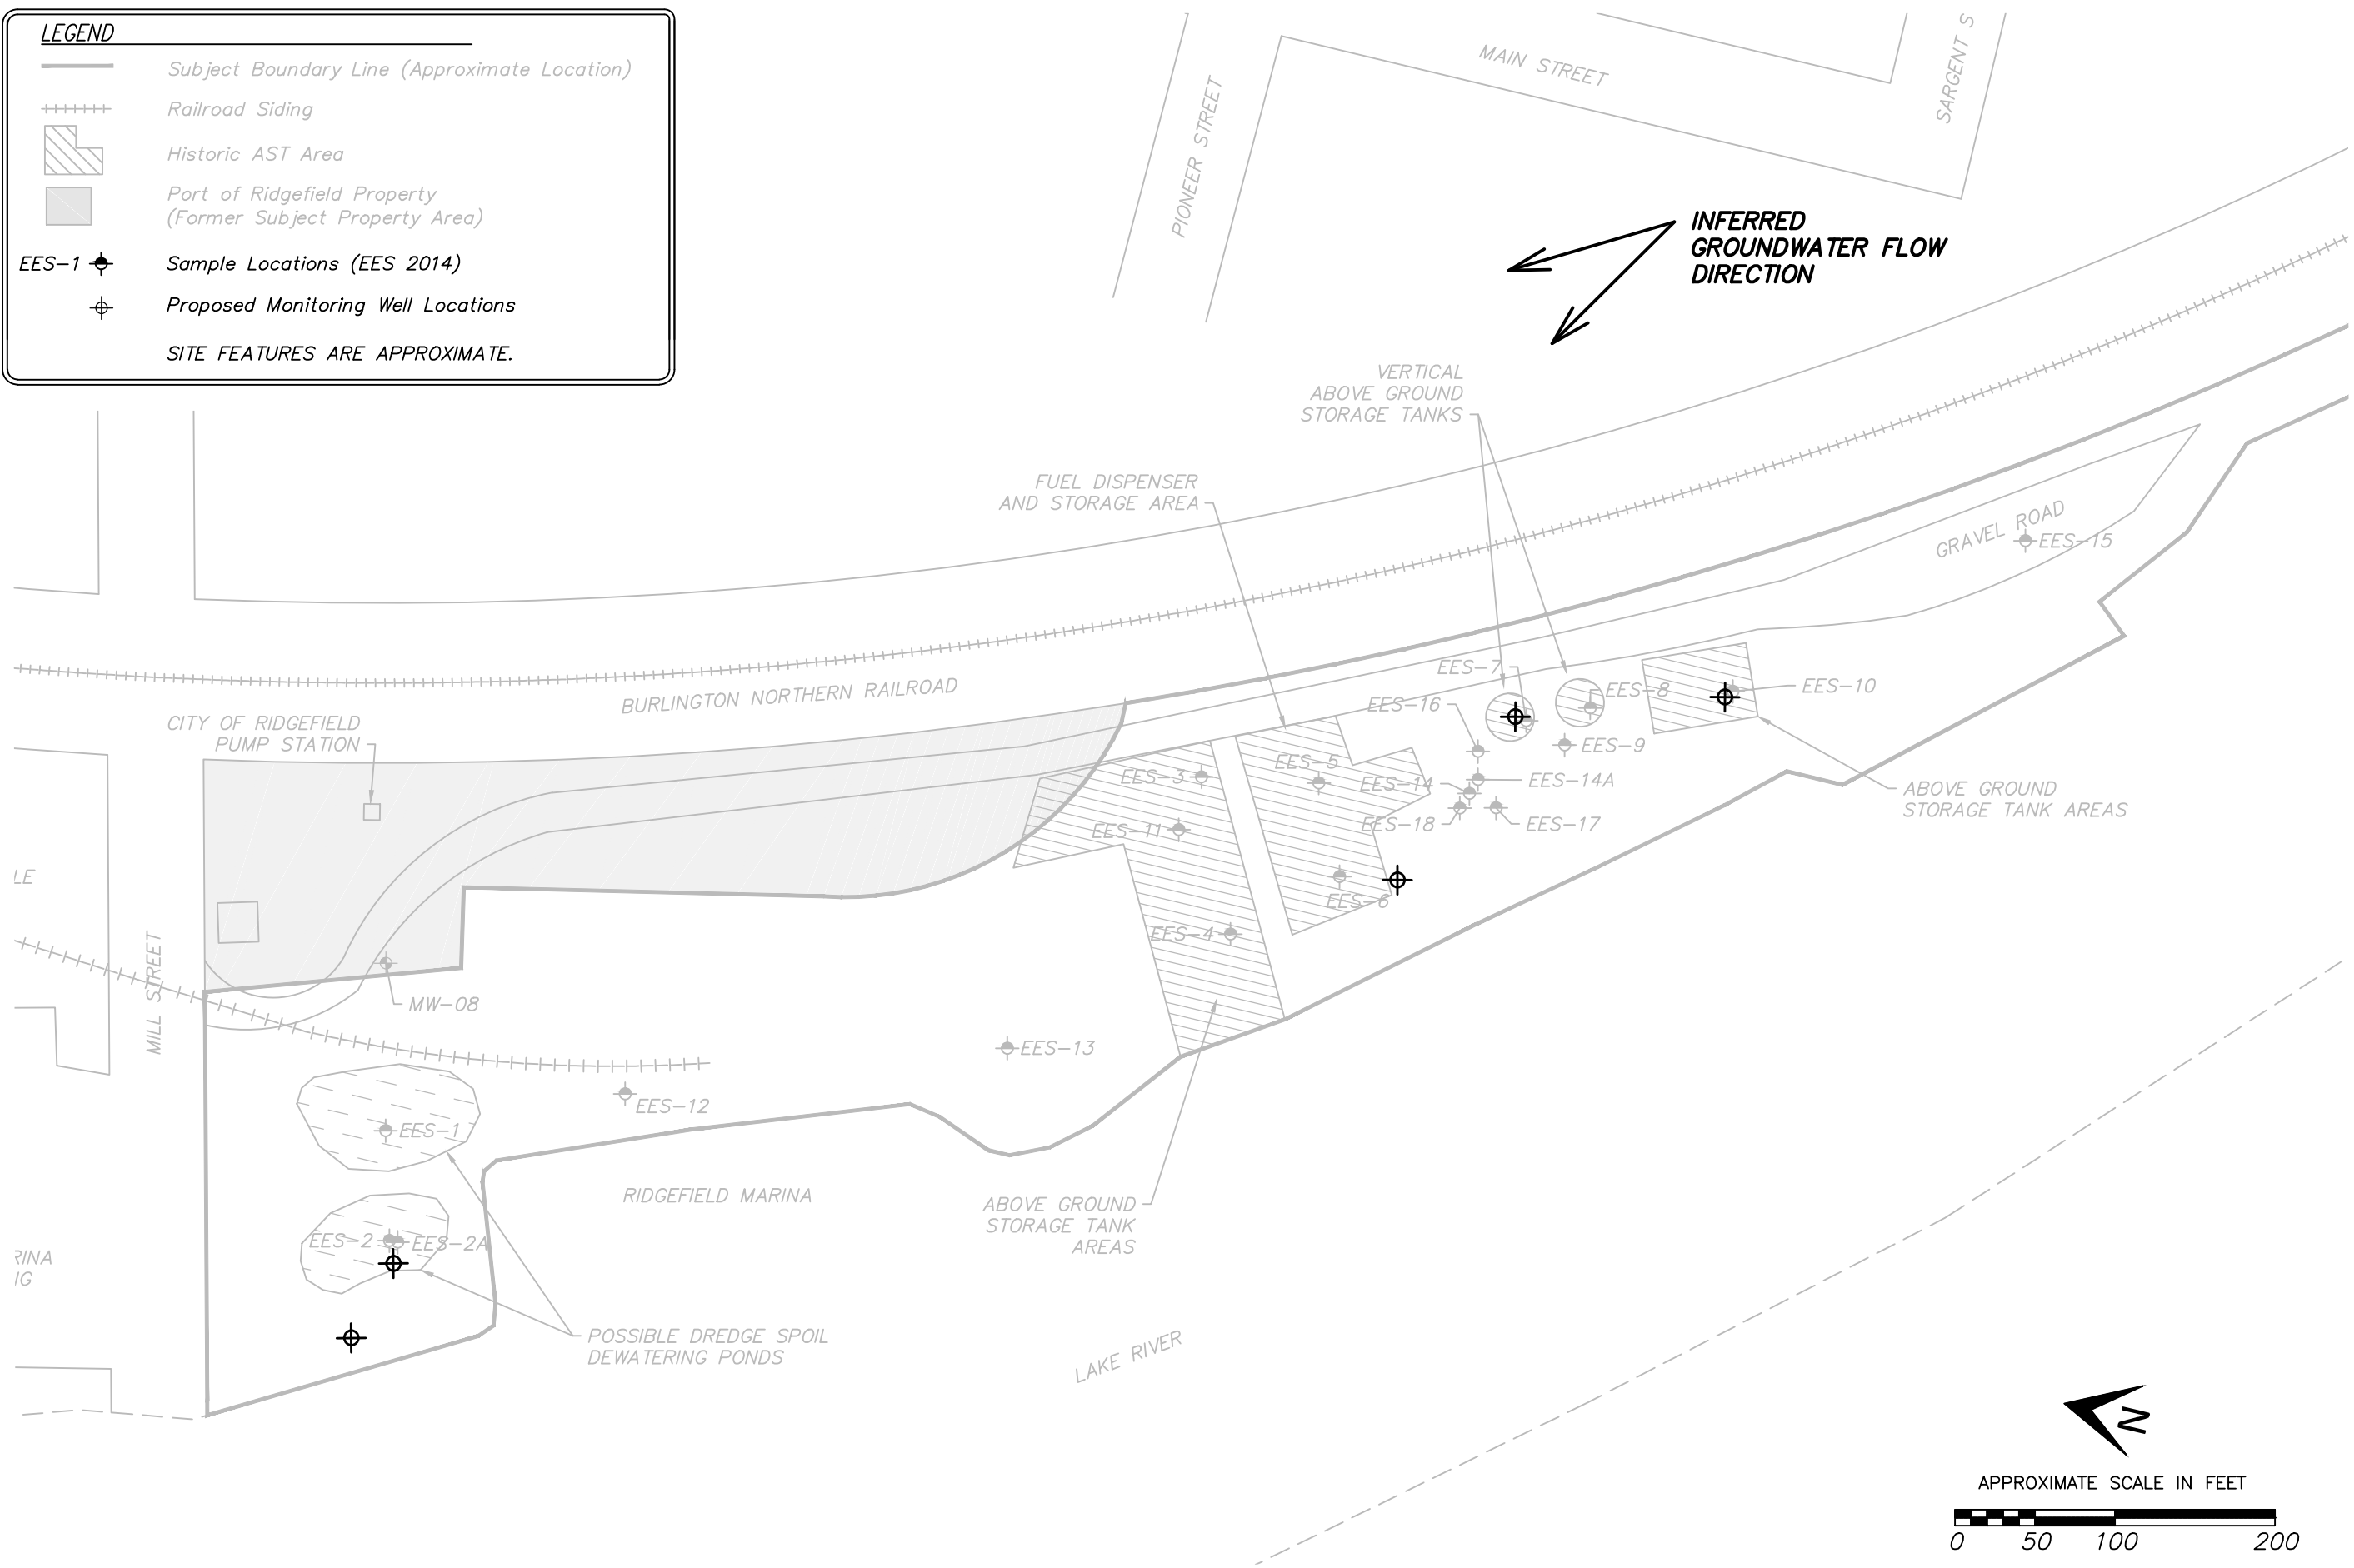 LEGEND
Subject Boundary Line (Approximate Location)
Railroad Siding
Historic AST Area
Port of Ridgefield Property
(Former Subject Property Area)
EES-1 Sample Locations (EES 2014)
Proposed Monitoring Well Locations
SITE FEATURES ARE APPROXIMATE.
MAIN STREET
SARGENT S
PIONEER STREET
INFERRED
GROUNDWATER FLOW
DIRECTION
VERTICAL
ABOVE GROUND
STORAGE TANKS
FUEL DISPENSER
AND STORAGE AREA
GRAVEL ROAD
EES-15
BURLINGTON NORTHERN RAILROAD
CITY OF RIDGEFIELD
PUMP STATION
EES-7
EES-8
EES-10
EES-16
EES-9
EES-3
EES-5
EES-14
EES-14A
ABOVE GROUND
STORAGE TANK AREAS
EES-11
EES-18
EES-17
LE
EES-6
EES-4
MILL STREET
MW-08
EES-13
EES-12
EES-1
RIDGEFIELD MARINA
ABOVE GROUND
STORAGE TANK
AREAS
EES-2
EES-2A
RINA
IG
POSSIBLE DREDGE SPOIL
DEWATERING PONDS
LAKE RIVER
N
APPROXIMATE SCALE IN FEET
0 50 100 200